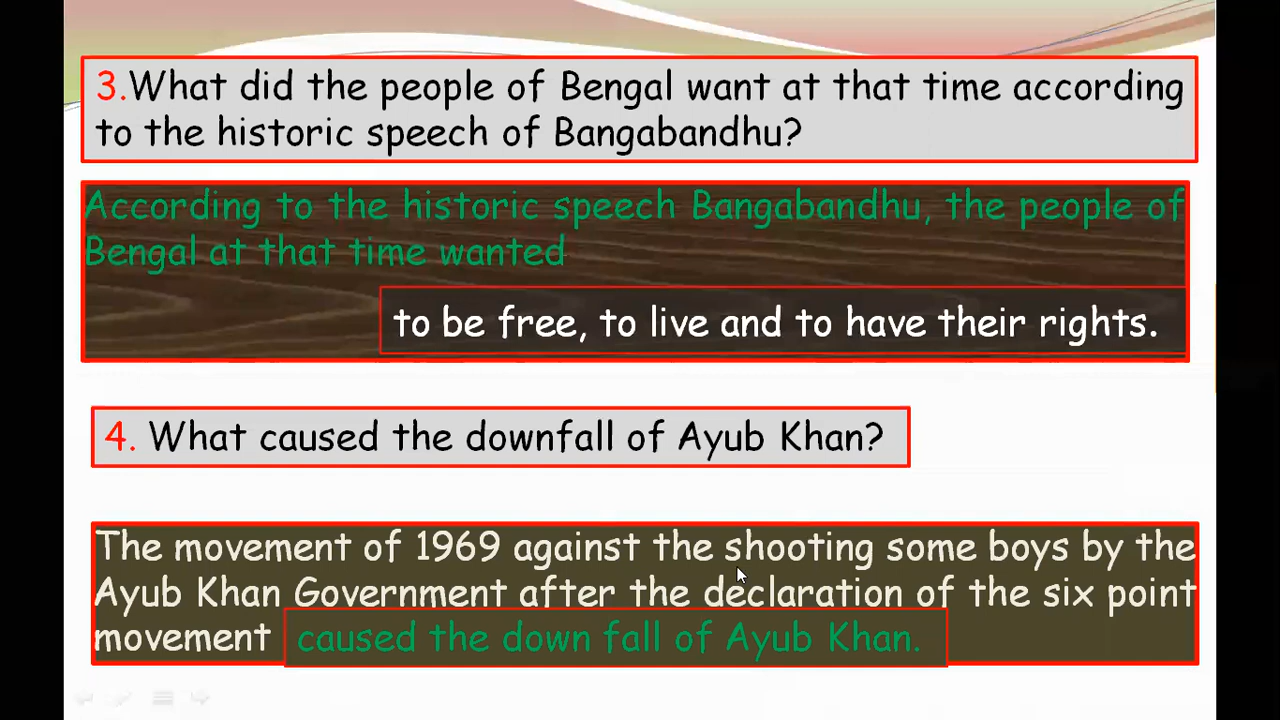 3.What did the people of Bengal want at that time according
to the historic speech of Bangabandhu?
According to the historic speech Bangabandhu, the people of
Bengal at that time wanted
to be free, to live and to have their rights.
4. What caused the downfall of Ayub Khan?
The movement of 1969 against the shooting some boys by the
Ayub Khan Government after the declaration of the six point
movement caused the down fall of Ayub Khan.